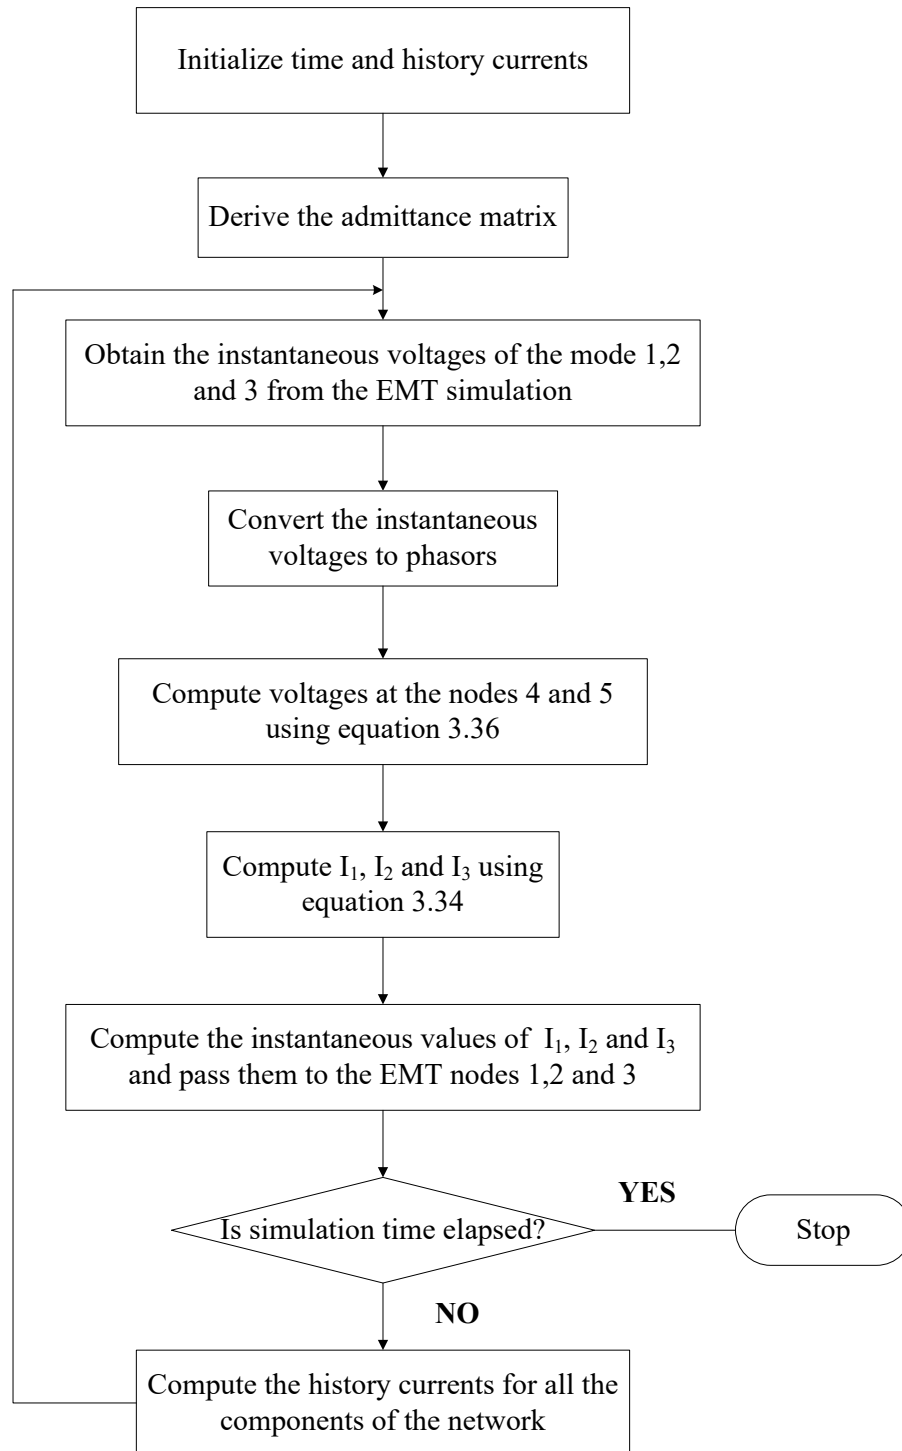 Initialize time and history currents
Derive the admittance matrix
Obtain the instantaneous voltages of the mode 1,2
and 3 from the EMT simulation
Convert the instantaneous
voltages to phasors
Compute voltages at the nodes 4 and 5
using equation 3.36
Compute I₁, I₂ and I₃ using
equation 3.34
Compute the instantaneous values of I₁, I₂ and I₃
and pass them to the EMT nodes 1,2 and 3
Is simulation time elapsed?
YES
Stop
NO
Compute the history currents for all the
components of the network